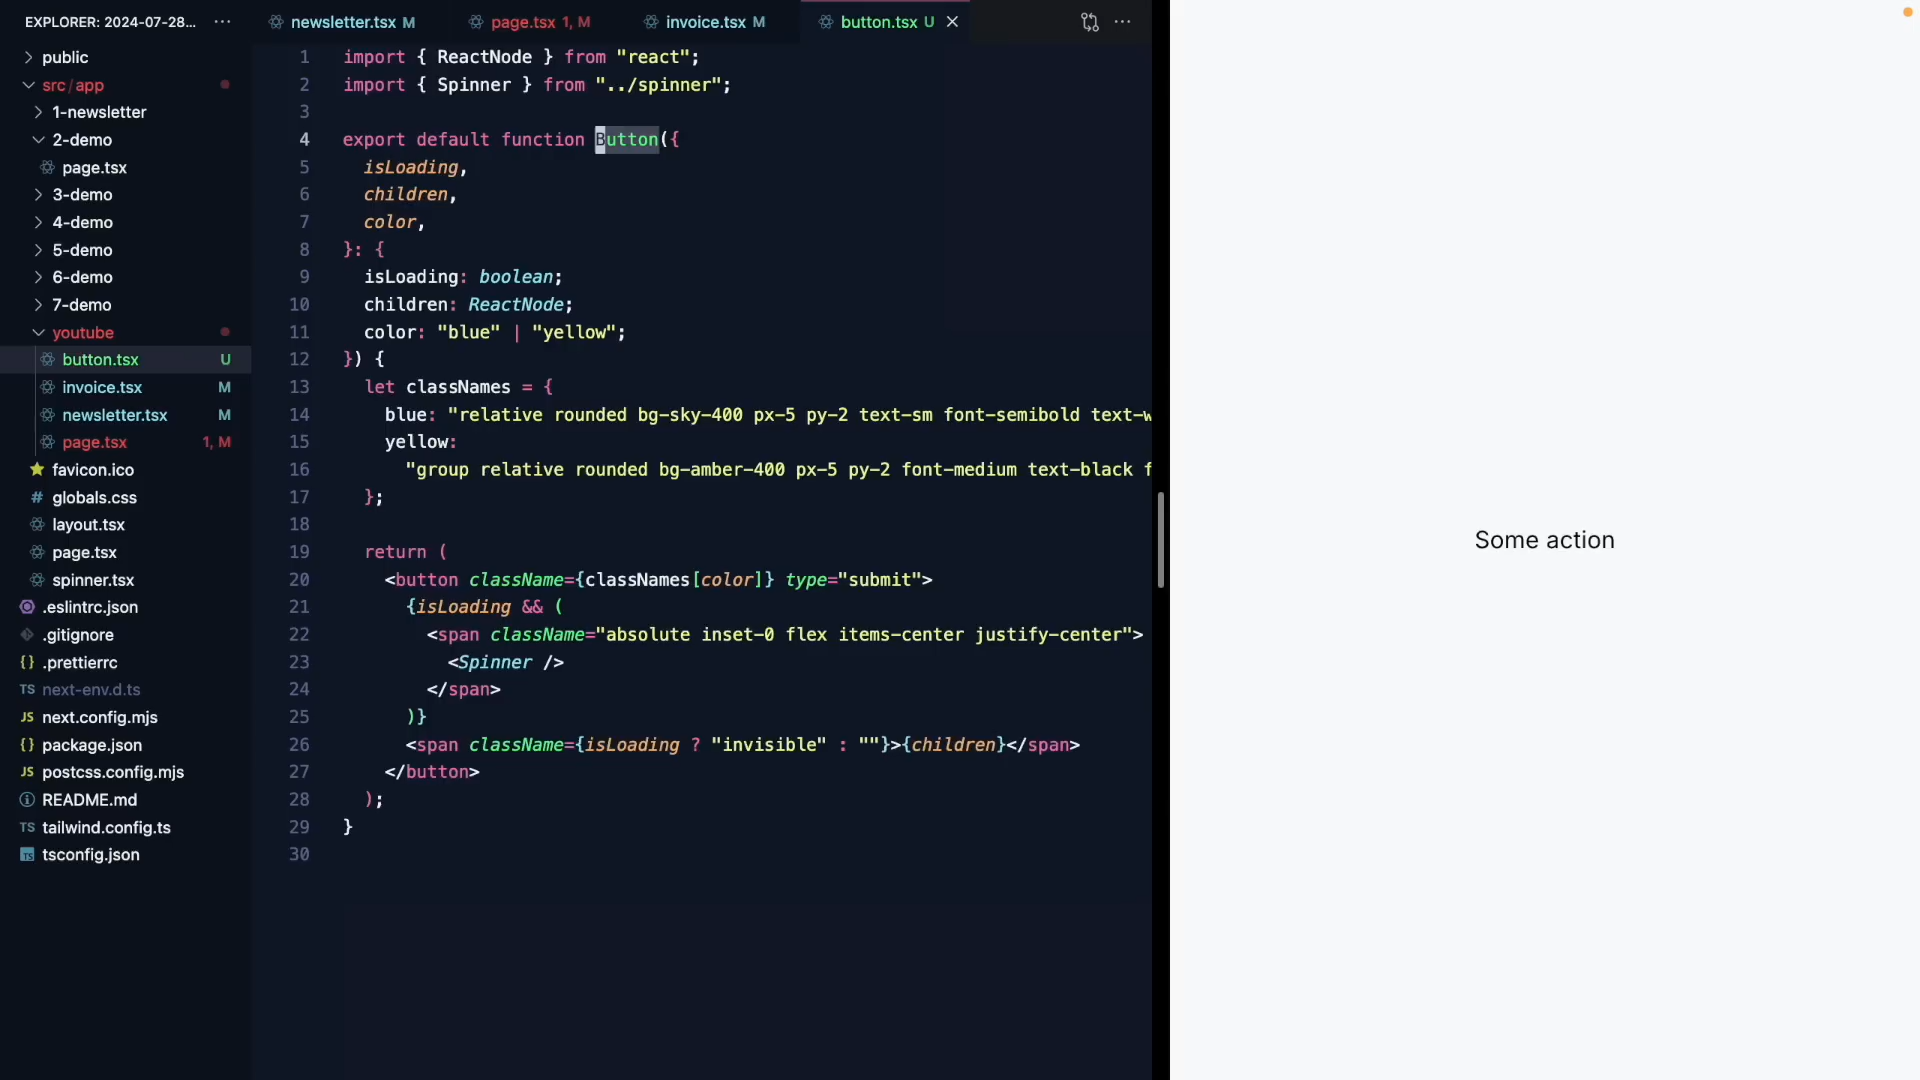 EXPLORER: 2024-07-28...
public
src/app
1-newsletter
2-demo
page.tsx
3-demo
4-demo
5-demo
6-demo
7-demo
youtube
button.tsx U
invoice.tsx M
newsletter.tsx M
page.tsx 1, M
favicon.ico
# globals.css
layout.tsx
page.tsx
spinner.tsx
.eslintrc.json
.gitignore
{} .prettierrc
TS next-env.d.ts
JS next.config.mjs
{} package.json
JS postcss.config.mjs
README.md
TS tailwind.config.ts
TS tsconfig.json
newsletter.tsx M page.tsx 1, M invoice.tsx M button.tsx U
1 import { ReactNode } from "react";
2 import { Spinner } from "../spinner";
3
4 export default function Button({
5 isLoading,
6 children,
7 color,
8 }: {
9 isLoading: boolean;
10 children: ReactNode;
11 color: "blue" | "yellow";
12 }) {
13 let classNames = {
14 blue: "relative rounded bg-sky-400 px-5 py-2 text-sm font-semibold text-w
15 yellow:
16 "group relative rounded bg-amber-400 px-5 py-2 font-medium text-black f
17 };
18
19 return (
20 <button className={classNames[color]} type="submit">
21 {isLoading && (
22 <span className="absolute inset-0 flex items-center justify-center">
23 <Spinner />
24 </span>
25 )}
26 <span className={isLoading ? "invisible" : ""}>{children}</span>
27 </button>
28 );
29 }
30
Some action